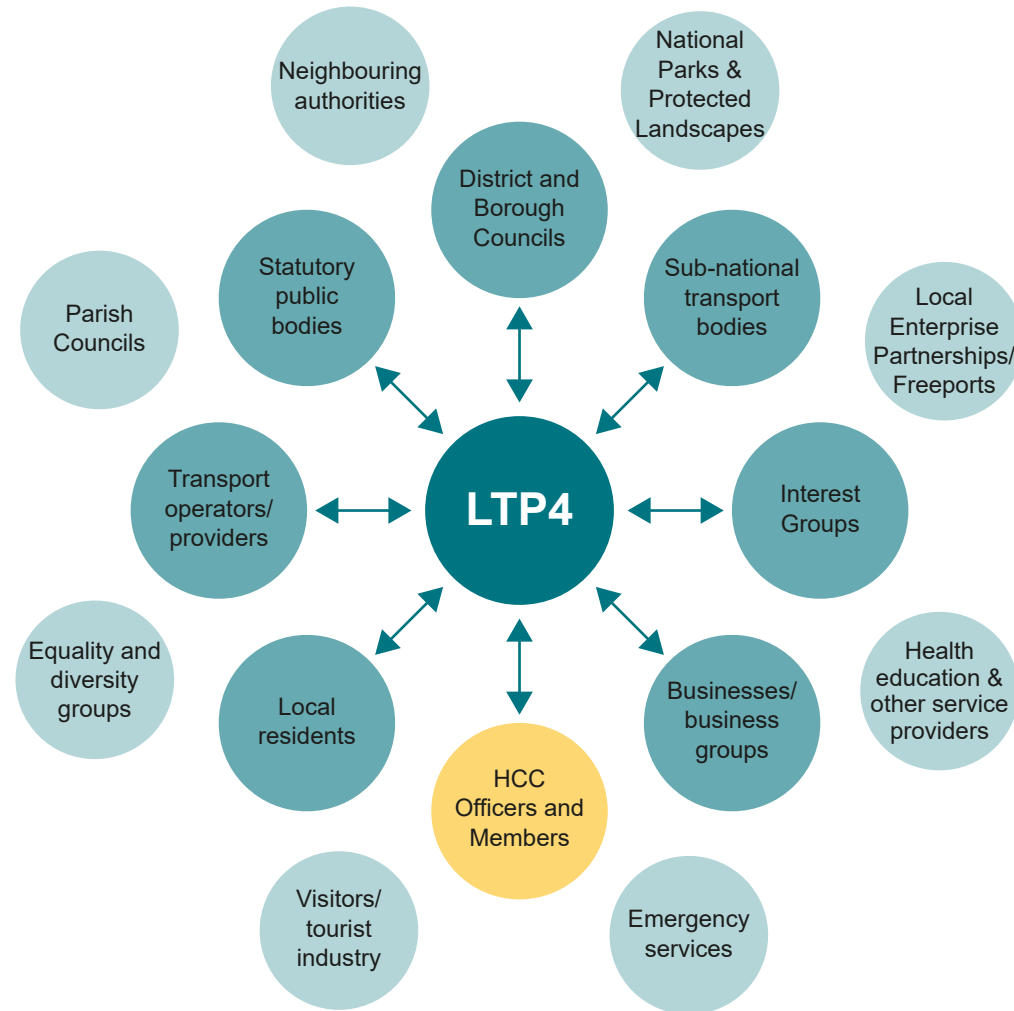 Neighbouring
authorities
National
Parks &
Protected
Landscapes
District and
Borough
Councils
Statutory
public
bodies
Sub-national
transport
bodies
Parish
Councils
Local
Enterprise
Partnerships/
Freeports
Transport
operators/
providers
LTP4
Interest
Groups
Equality and
diversity
groups
Local
residents
Businesses/
business
groups
Health
education &
other service
providers
HCC
Officers and
Members
Visitors/
tourist
industry
Emergency
services